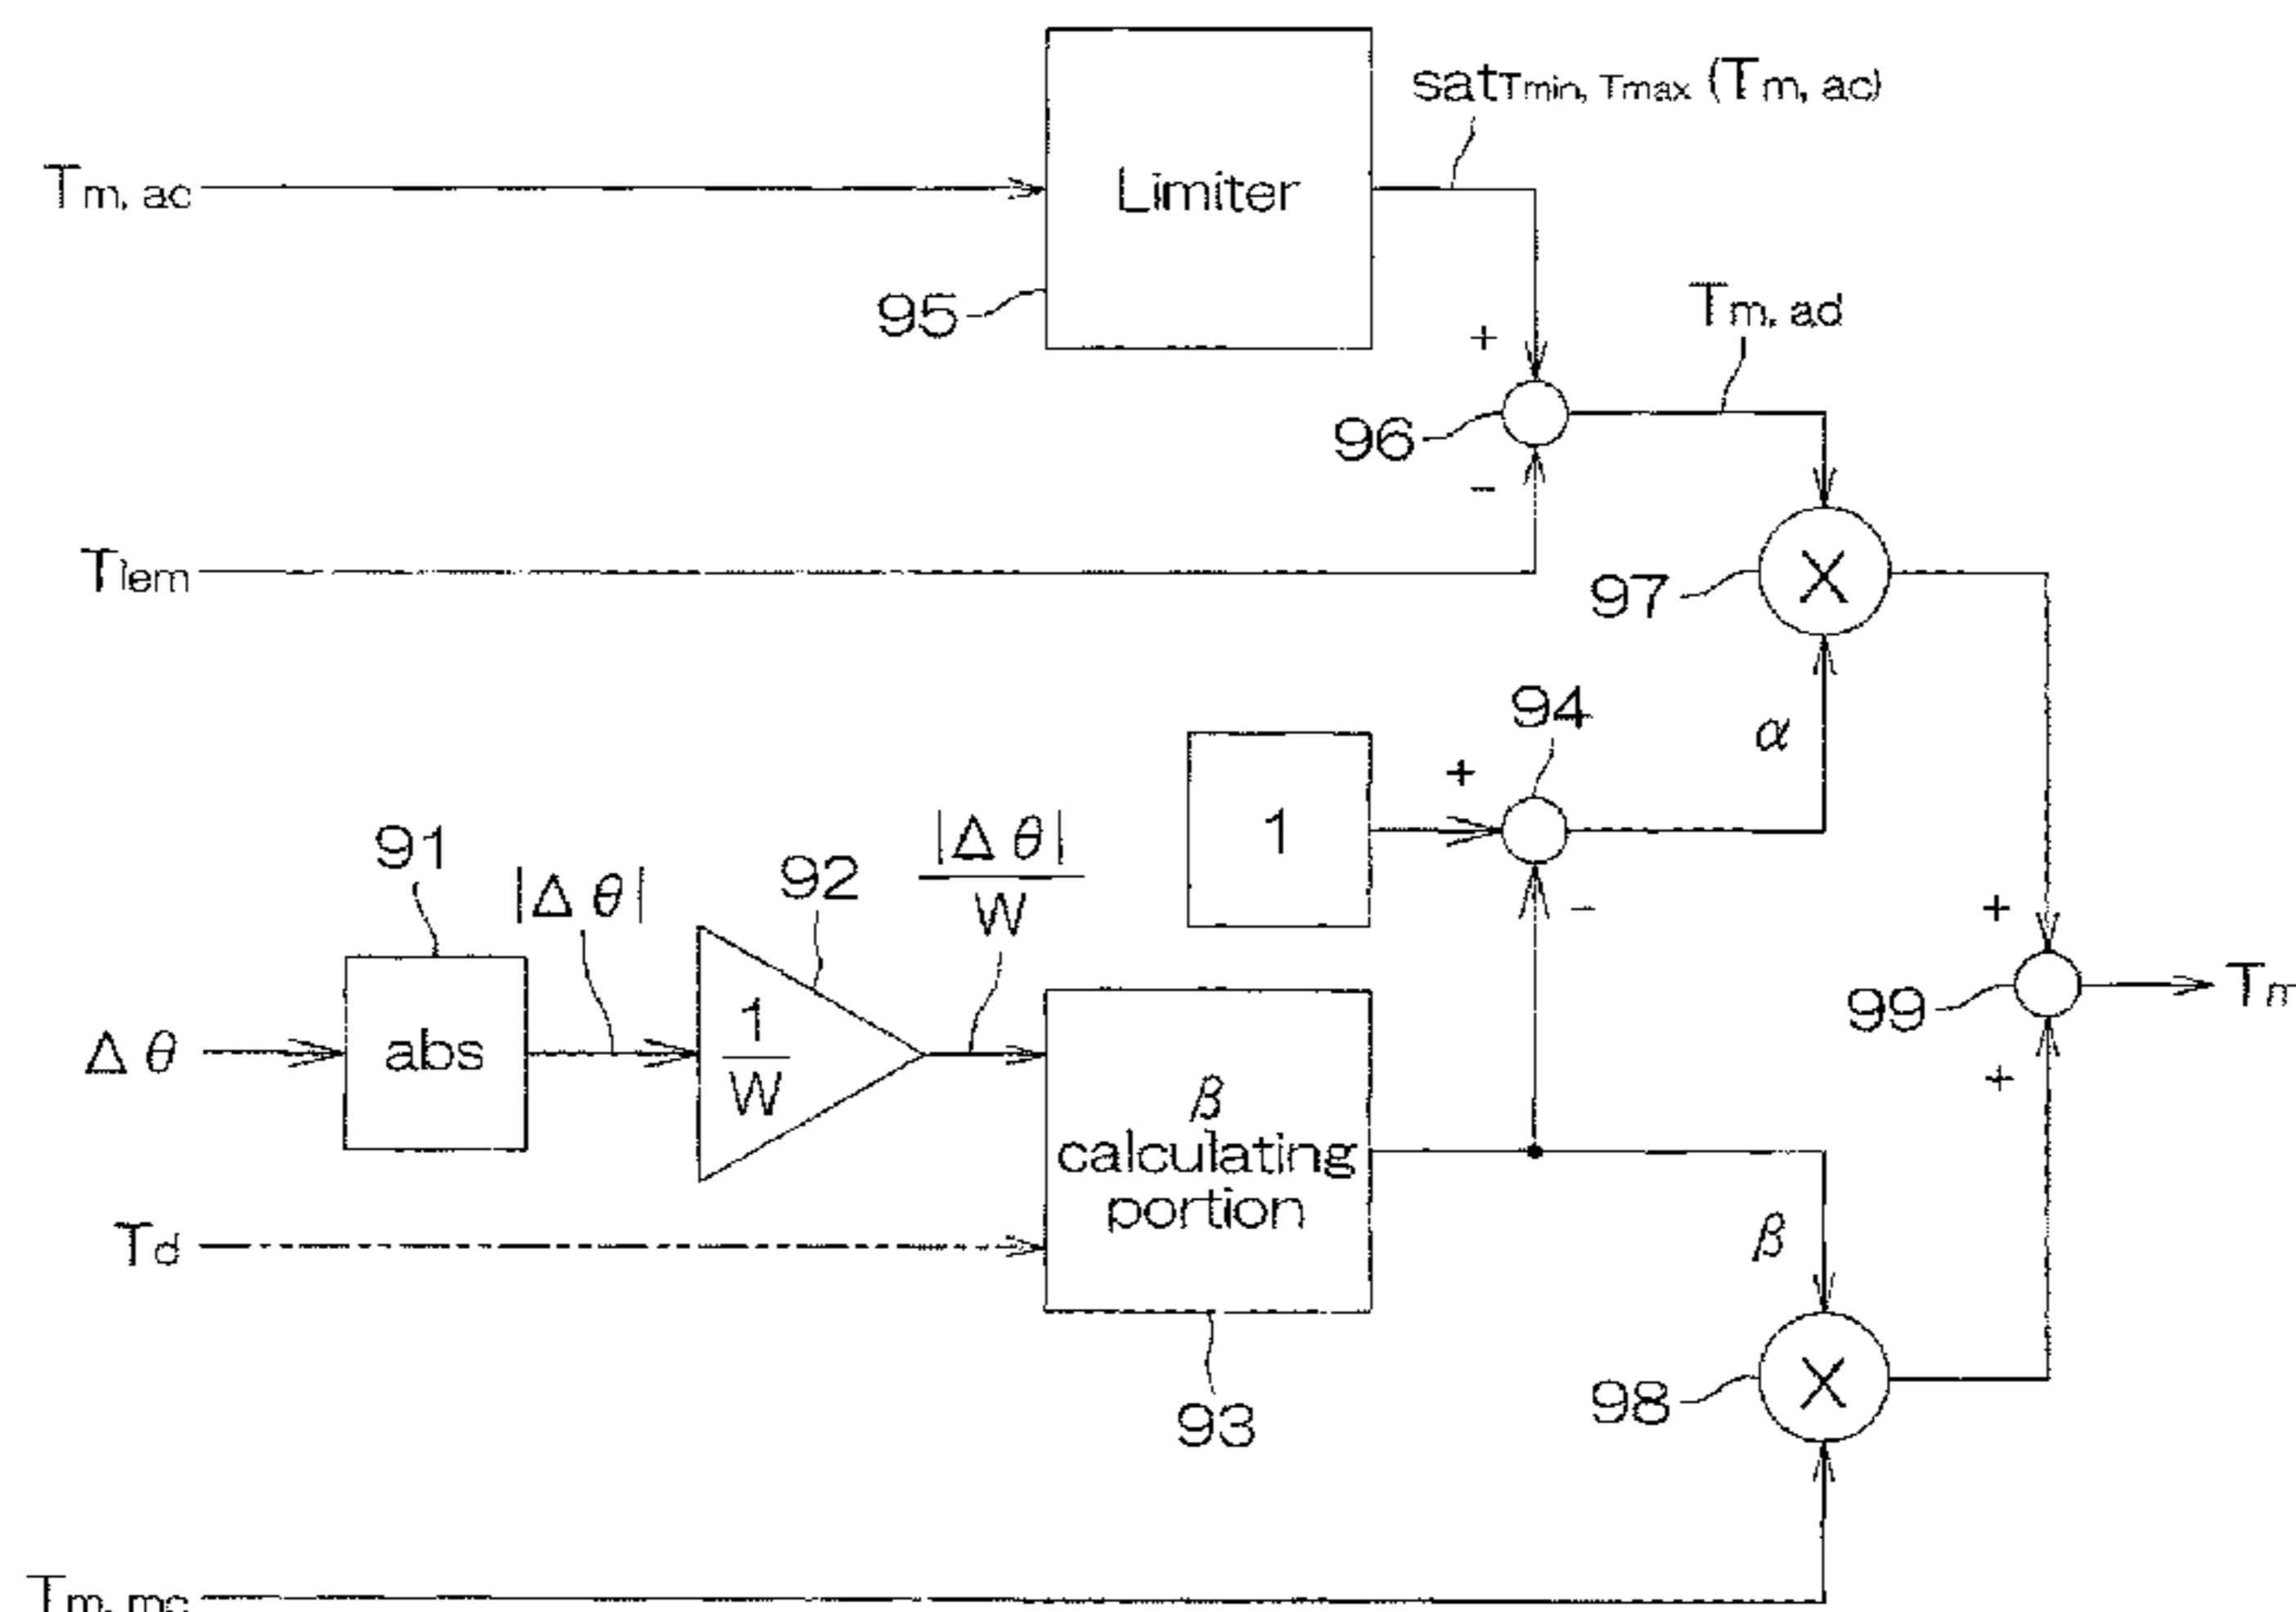 satTmin, Tmax (Tm, ac)
Tm, ac
Limiter
95
+
Tm, ad
96
−
Tlem
×
97
94
α
+
1
91
|Δθ|
92
|Δθ|
W
−
+
Δθ
abs
1
W
β
calculating
portion
99
Tm
+
Td
β
93
98
×
Tm, mc